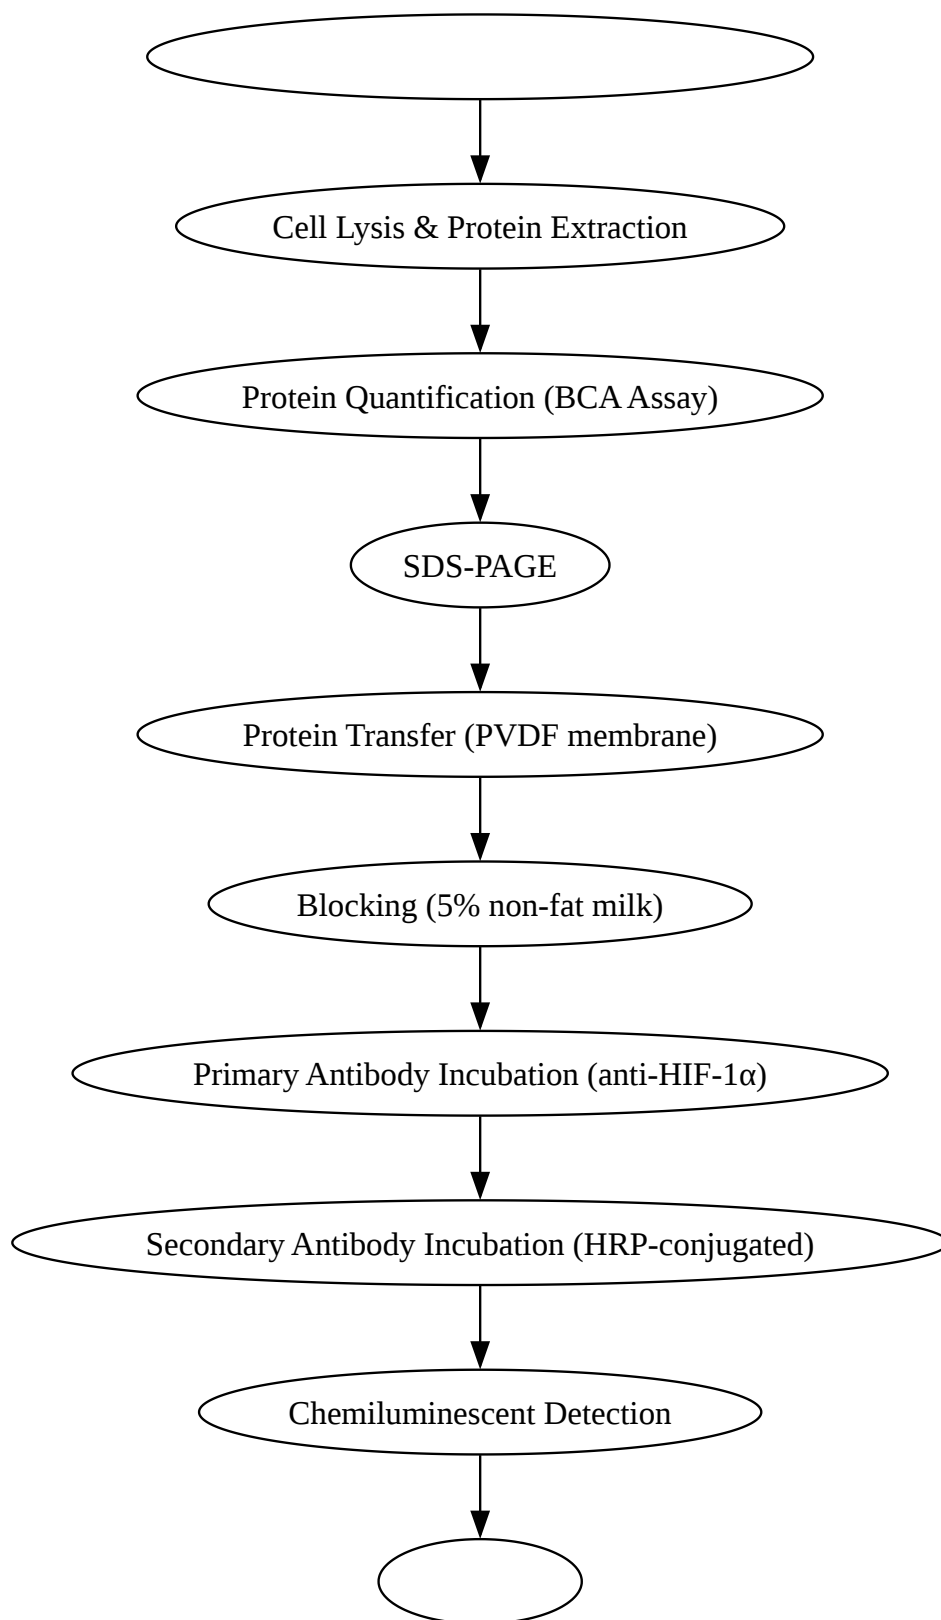 Cell Lysis & Protein Extraction
Protein Quantification (BCA Assay)
SDS-PAGE
Protein Transfer (PVDF membrane)
Blocking (5% non-fat milk)
Primary Antibody Incubation (anti-HIF-1α)
Secondary Antibody Incubation (HRP-conjugated)
Chemiluminescent Detection